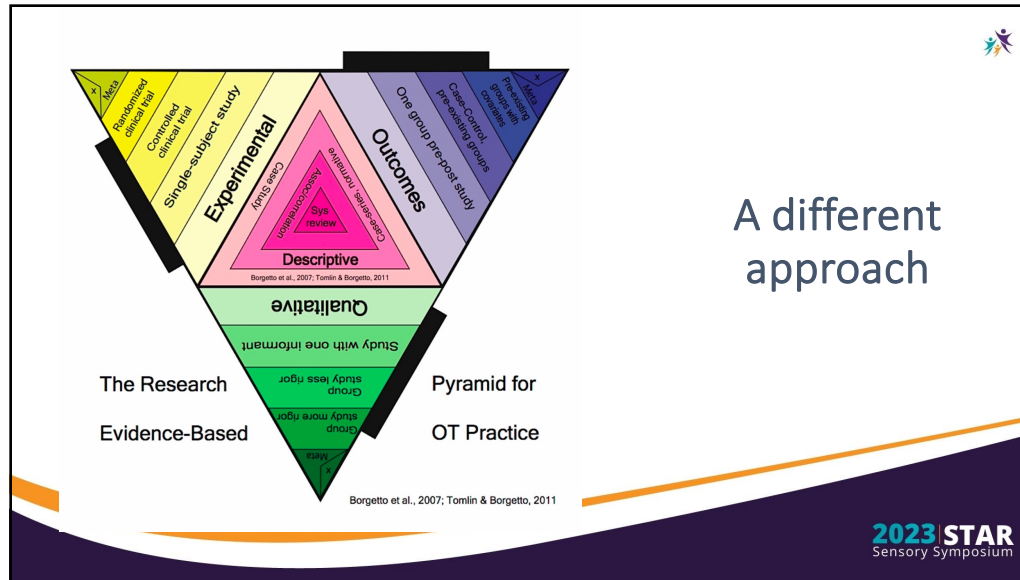 x
Meta
Randomized
clinical trial
Controlled
clinical trial
Single-subject study
Experimental
Outcomes
One group pre-post study
Case-Control,
pre-existing groups
Pre-existing
groups with
covariates
Meta
x
Case Study
Case-series, normative
Assoc/correlation
Sys
review
Descriptive
Borgetto et al., 2007; Tomlin & Borgetto, 2011
Qualitative
Study with one informant
Group
study less rigor
Group
study more rigor
Meta
x
The Research
Pyramid for
Evidence-Based
OT Practice
Borgetto et al., 2007; Tomlin & Borgetto, 2011
A different
approach
2023 STAR
Sensory Symposium